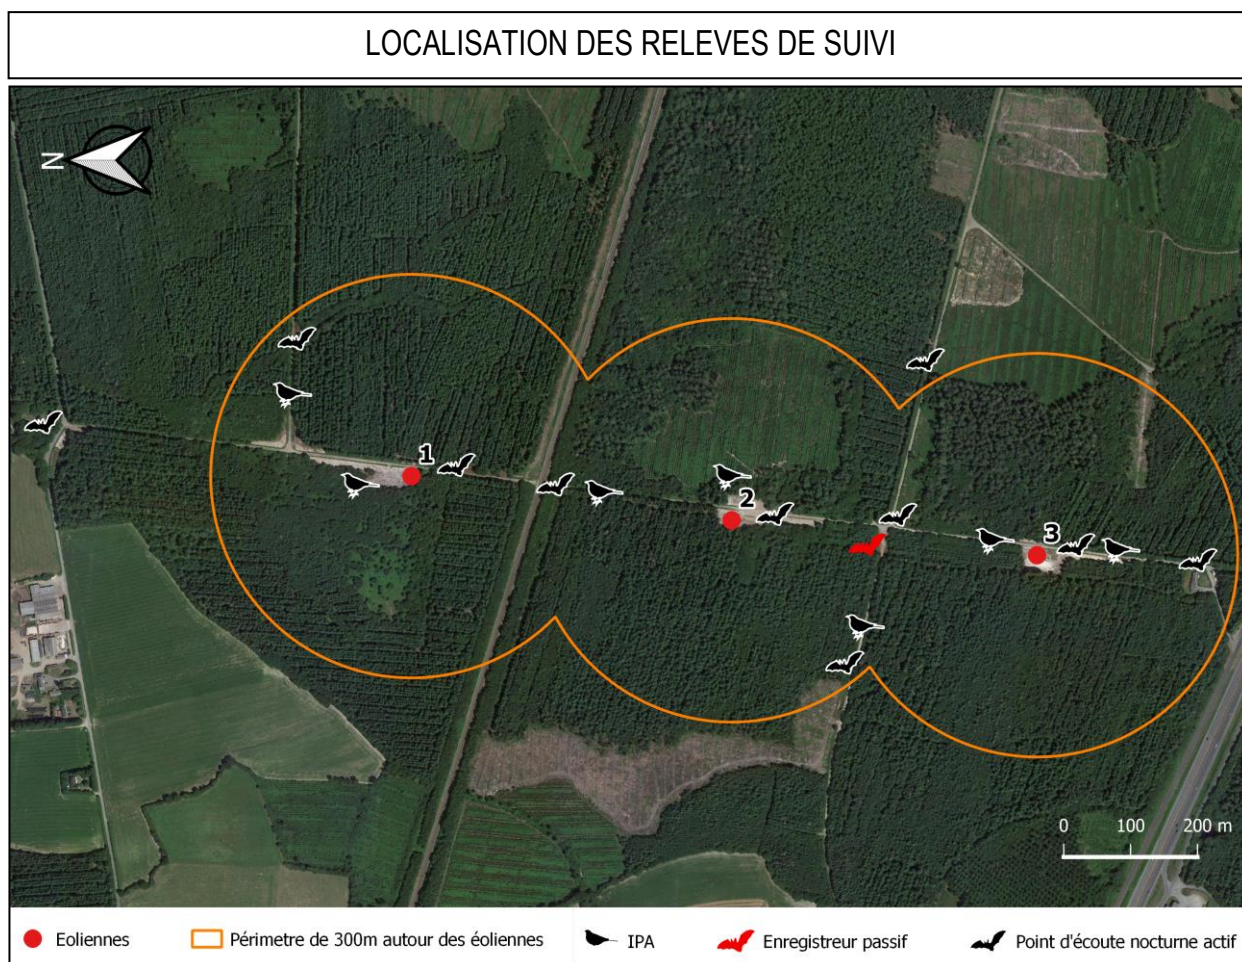 LOCALISATION DES RELEVES DE SUIVI
N
1
2
3
0 100 200 m
Eoliennes Périmetre de 300m autour des éoliennes IPA Enregistreur passif Point d'écoute nocturne actif